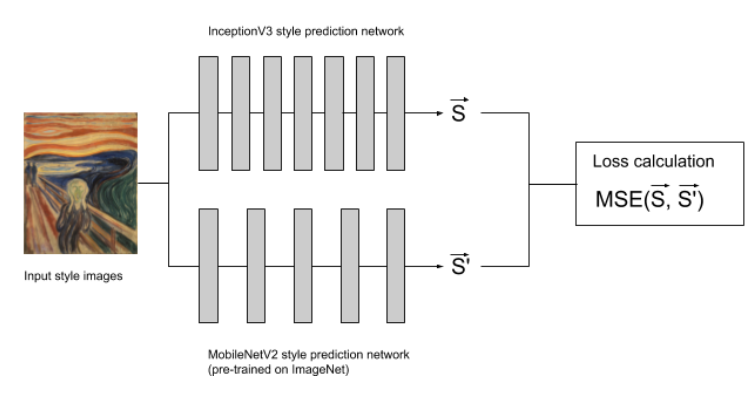 InceptionV3 style prediction network
S
Loss calculation
MSE(S, S')
S'
Input style images
MobileNetV2 style prediction network
(pre-trained on ImageNet)